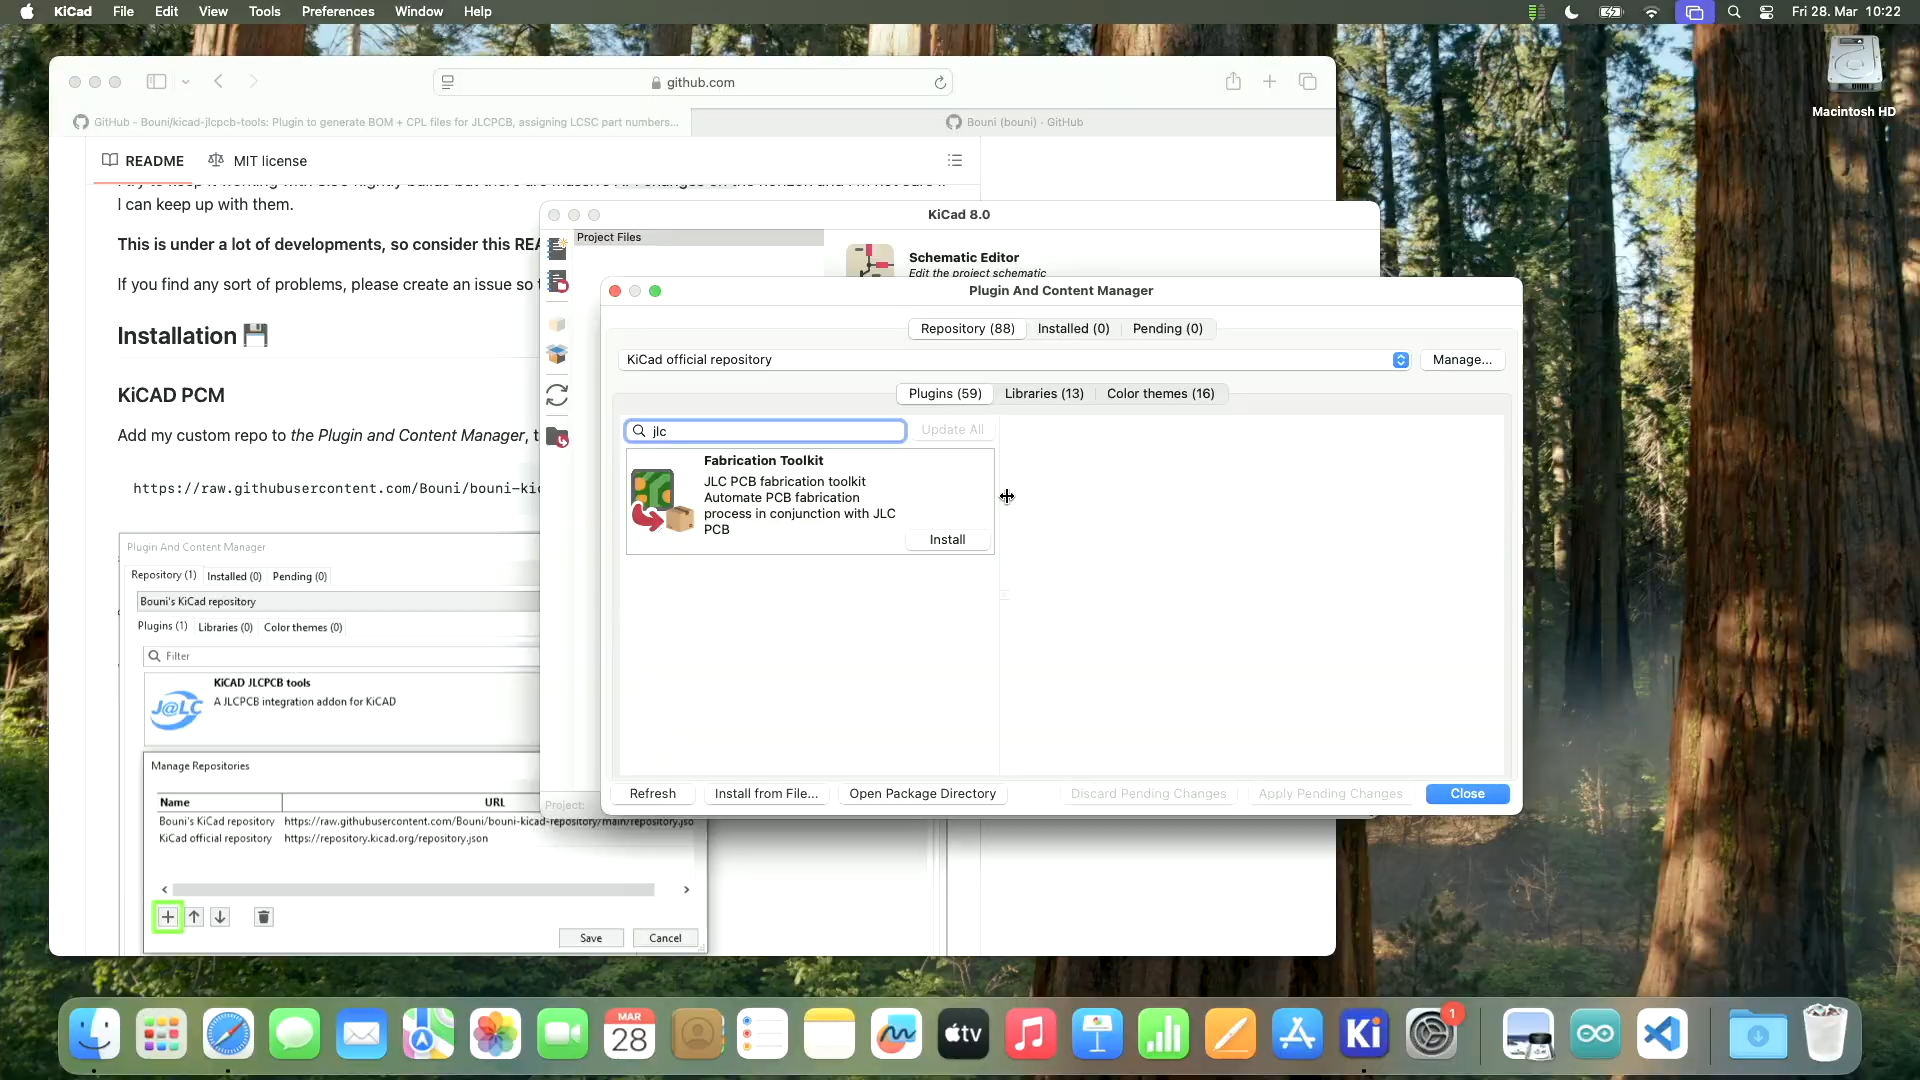 KiCad File Edit View Tools Preferences Window Help
Fri 28. Mar 10:22
Macintosh HD
github.com
GitHub - Bouni/kicad-jlcpcb-tools: Plugin to generate BOM + CPL files for JLCPCB, assigning LCSC part numbers...
Bouni (bouni) · GitHub
README
MIT license
I can keep up with them.
This is under a lot of developments, so consider this REA
If you find any sort of problems, please create an issue so
Installation 💾
KiCAD PCM
Add my custom repo to the Plugin and Content Manager,
https://raw.githubusercontent.com/Bouni/bouni-kic
Plugin And Content Manager
Repository (1) Installed (0) Pending (0)
Bouni's KiCad repository
Plugins (1) Libraries (0) Color themes (0)
Filter
KiCAD JLCPCB tools
A JLCPCB integration addon for KiCAD
J@LC
Manage Repositories
Name URL
Bouni's KiCad repository https://raw.githubusercontent.com/Bouni/bouni-kicad-repository/main/repository.jso
KiCad official repository https://repository.kicad.org/repository.json
Save Cancel
KiCad 8.0
Project Files
Schematic Editor
Edit the project schematic
Project:
Plugin And Content Manager
Repository (88) Installed (0) Pending (0)
KiCad official repository
Manage...
Plugins (59) Libraries (13) Color themes (16)
jlc
Update All
Fabrication Toolkit
JLC PCB fabrication toolkit
Automate PCB fabrication
process in conjunction with JLC
PCB
Install
Refresh Install from File... Open Package Directory Discard Pending Changes Apply Pending Changes Close
MAR
28
tv
Ki
1